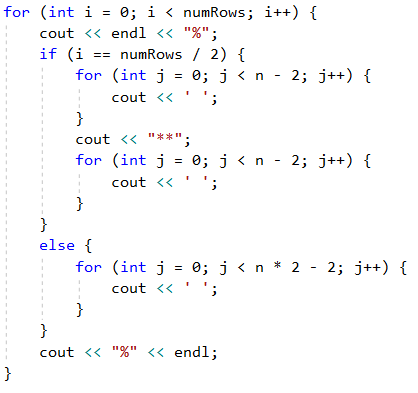 for (int i = 0; i < numRows; i++) {
    cout << endl << "%";
    if (i == numRows / 2) {
        for (int j = 0; j < n - 2; j++) {
            cout << ' ';
        }
        cout << "**";
        for (int j = 0; j < n - 2; j++) {
            cout << ' ';
        }
    }
    else {
        for (int j = 0; j < n * 2 - 2; j++) {
            cout << ' ';
        }
    }
    cout << "%" << endl;
}